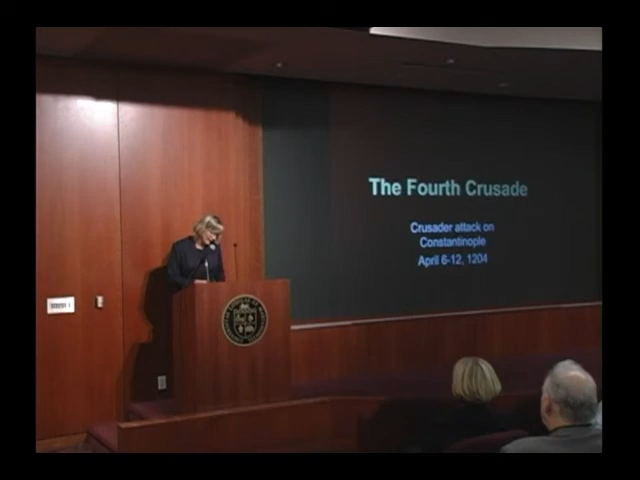 The Fourth Crusade
Crusader attack on
Constantinople
April 6-12, 1204